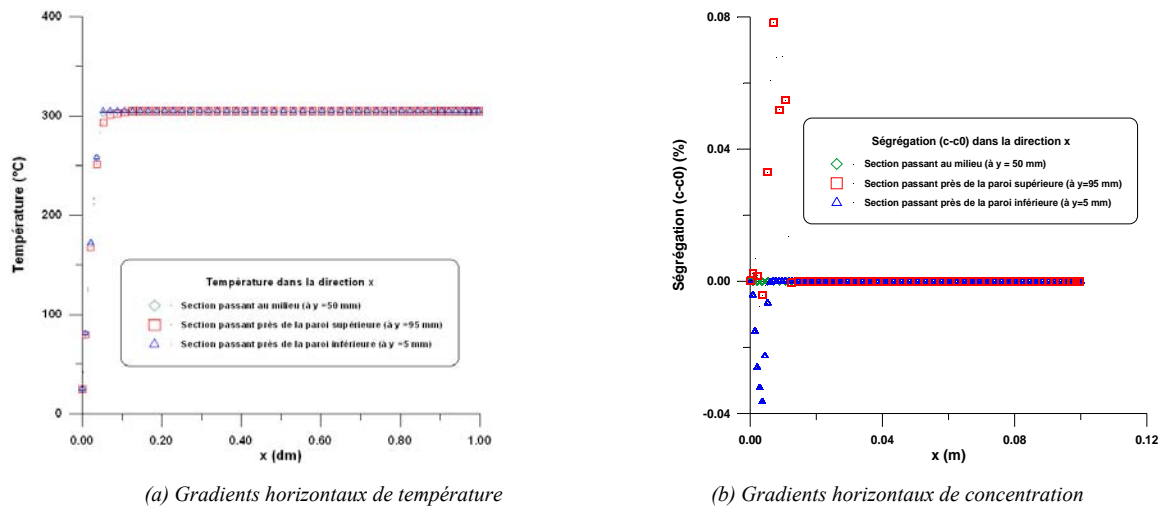 400
300
200
100
0
Température (°C)
0.00 0.20 0.40 0.60 0.80 1.00
x (dm)
Température dans la direction x
Section passant au milieu (à y =50 mm)
Section passant près de la paroi supérieure (à y =95 mm)
Section passant près de la paroi inférieure (à y =5 mm)
(a) Gradients horizontaux de température
0.08
0.04
0.00
-0.04
Ségrégation (c-c0) (%)
0.00 0.04 0.08 0.12
x (m)
Ségrégation (c-c0) dans la direction x
Section passant au milieu (à y = 50 mm)
Section passant près de la paroi supérieure (à y=95 mm)
Section passant près de la paroi inférieure (à y=5 mm)
(b) Gradients horizontaux de concentration